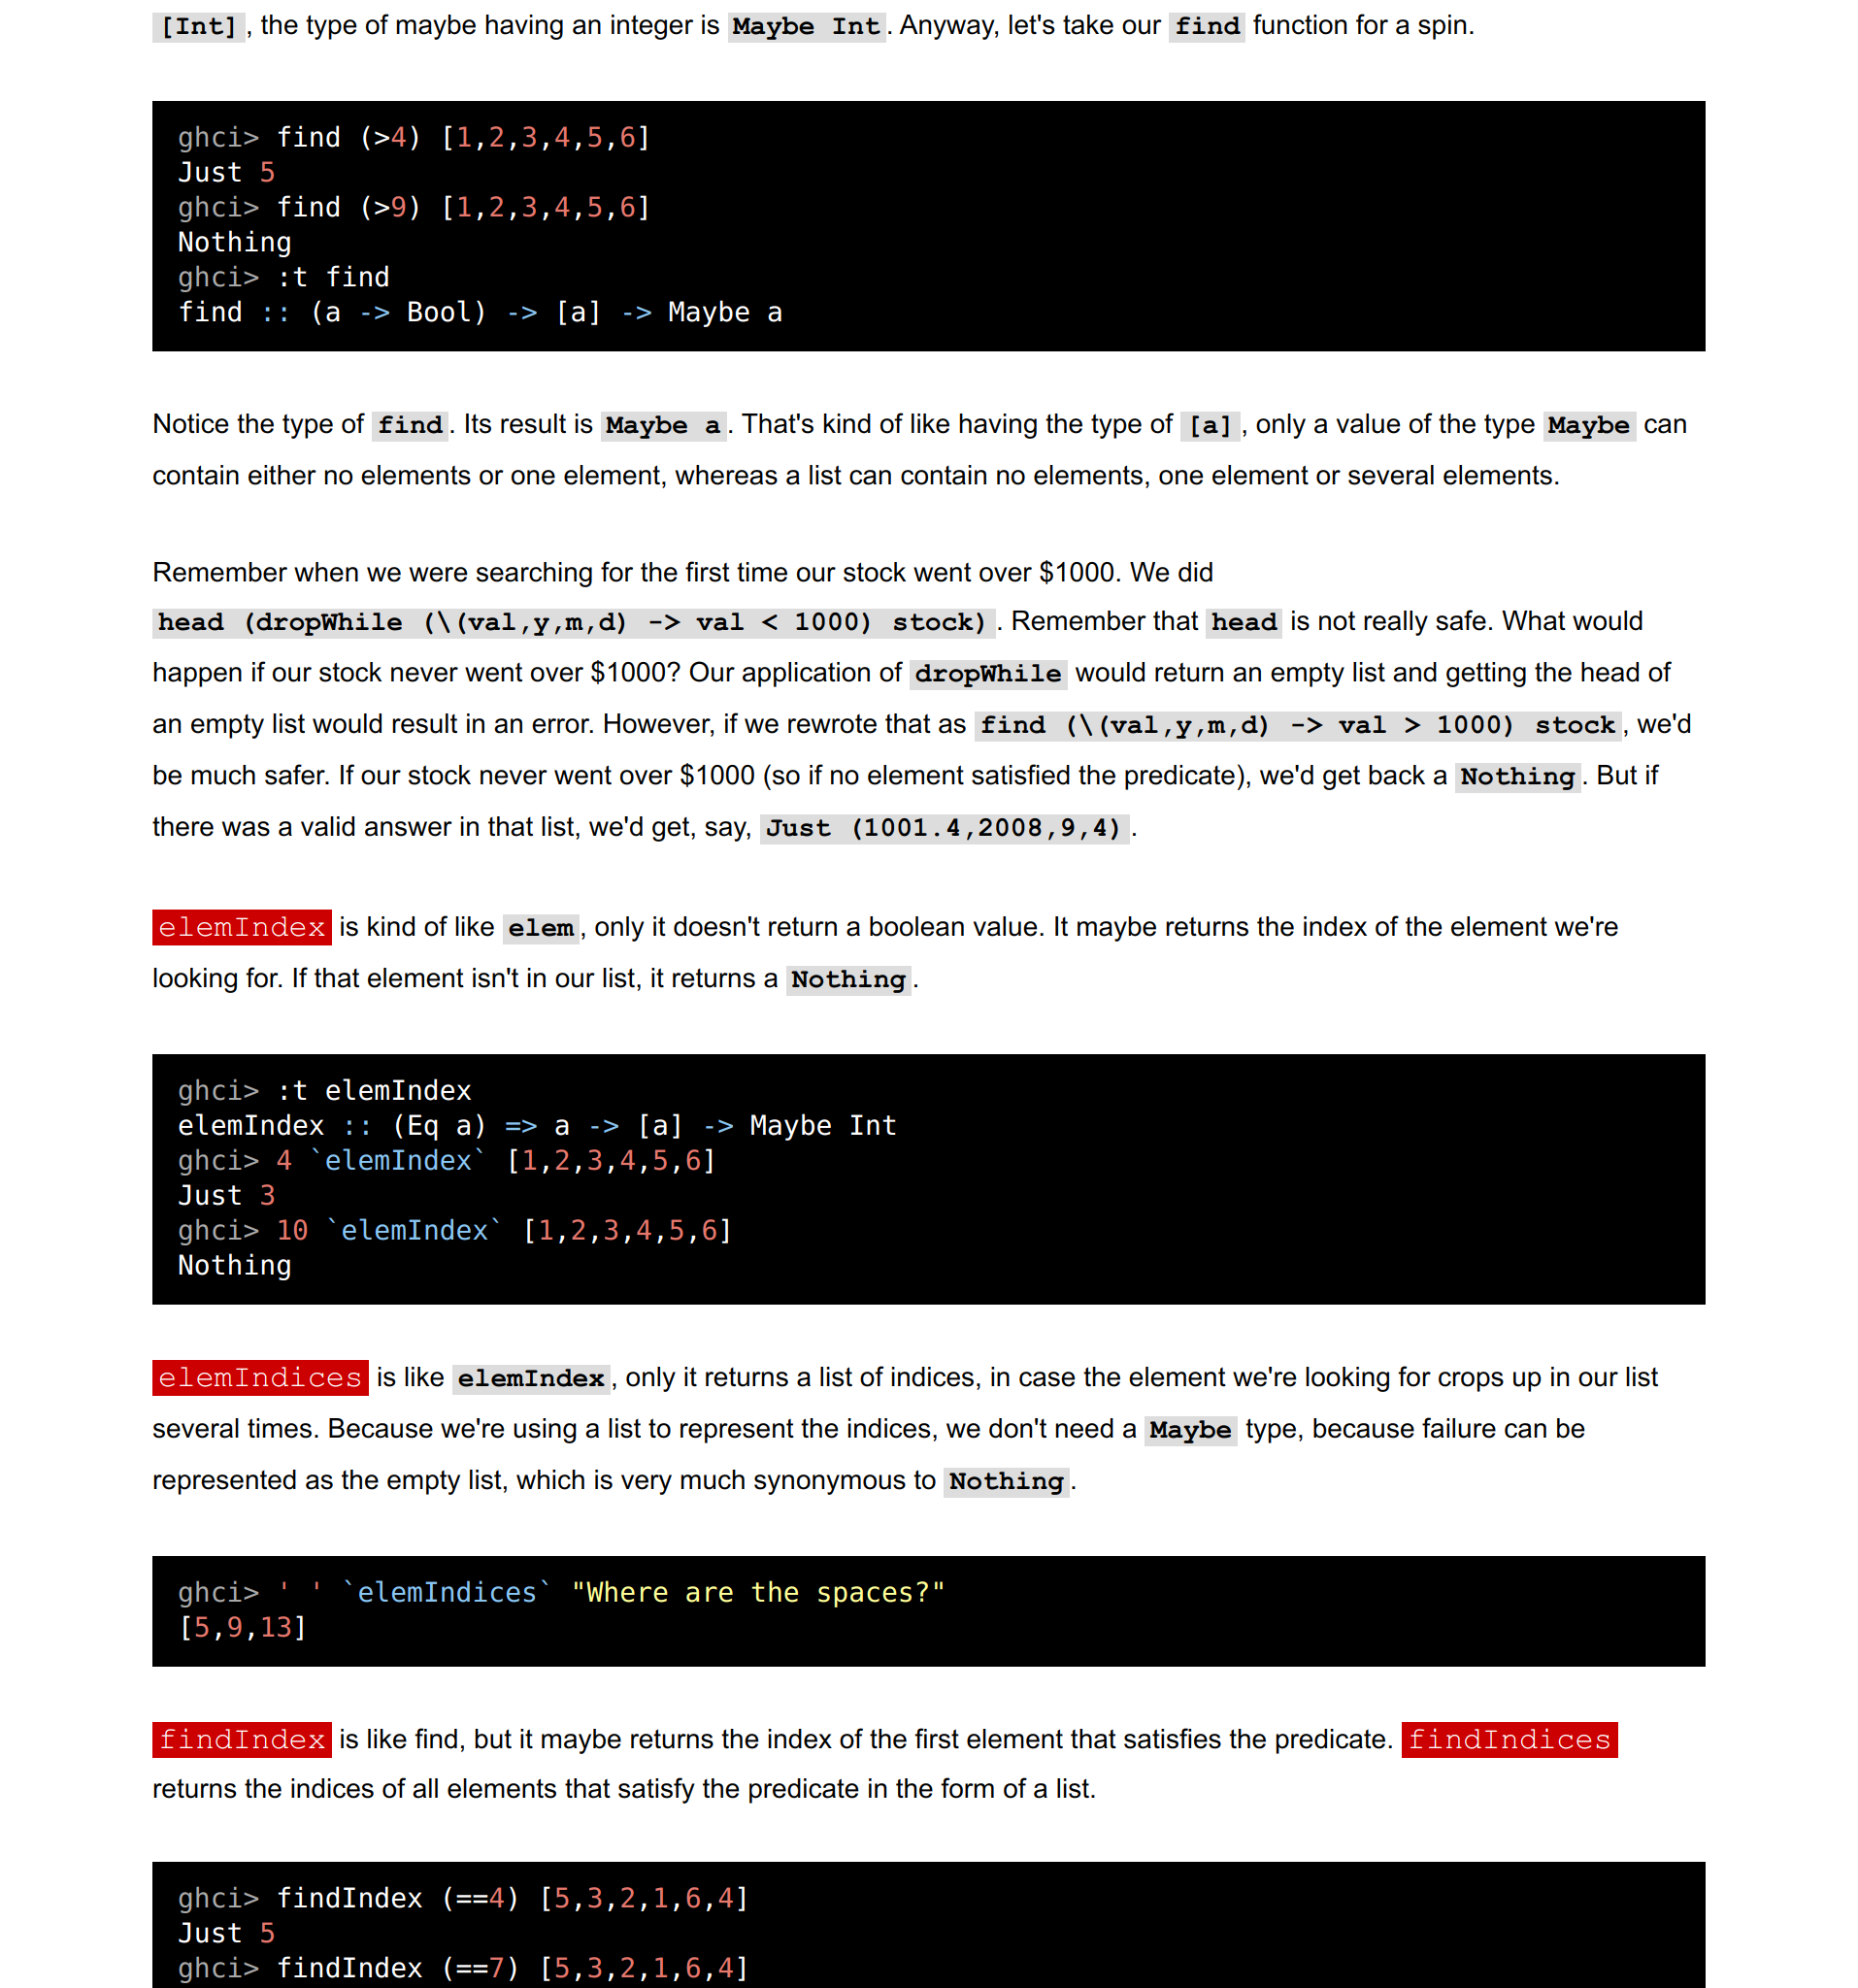 [Int], the type of maybe having an integer is Maybe Int. Anyway, let's take our find function for a spin.
ghci> find (>4) [1,2,3,4,5,6]
Just 5
ghci> find (>9) [1,2,3,4,5,6]
Nothing
ghci> :t find
find :: (a -> Bool) -> [a] -> Maybe a
Notice the type of find. Its result is Maybe a. That's kind of like having the type of [a], only a value of the type Maybe can
contain either no elements or one element, whereas a list can contain no elements, one element or several elements.
Remember when we were searching for the first time our stock went over $1000. We did
head (dropWhile (\(val,y,m,d) -> val < 1000) stock). Remember that head is not really safe. What would
happen if our stock never went over $1000? Our application of dropWhile would return an empty list and getting the head of
an empty list would result in an error. However, if we rewrote that as find (\(val,y,m,d) -> val > 1000) stock, we'd
be much safer. If our stock never went over $1000 (so if no element satisfied the predicate), we'd get back a Nothing. But if
there was a valid answer in that list, we'd get, say, Just (1001.4,2008,9,4).
elemIndex is kind of like elem, only it doesn't return a boolean value. It maybe returns the index of the element we're
looking for. If that element isn't in our list, it returns a Nothing.
ghci> :t elemIndex
elemIndex :: (Eq a) => a -> [a] -> Maybe Int
ghci> 4 `elemIndex` [1,2,3,4,5,6]
Just 3
ghci> 10 `elemIndex` [1,2,3,4,5,6]
Nothing
elemIndices is like elemIndex, only it returns a list of indices, in case the element we're looking for crops up in our list
several times. Because we're using a list to represent the indices, we don't need a Maybe type, because failure can be
represented as the empty list, which is very much synonymous to Nothing.
ghci> ' ' `elemIndices` "Where are the spaces?"
[5,9,13]
findIndex is like find, but it maybe returns the index of the first element that satisfies the predicate. findIndices
returns the indices of all elements that satisfy the predicate in the form of a list.
ghci> findIndex (==4) [5,3,2,1,6,4]
Just 5
ghci> findIndex (==7) [5,3,2,1,6,4]